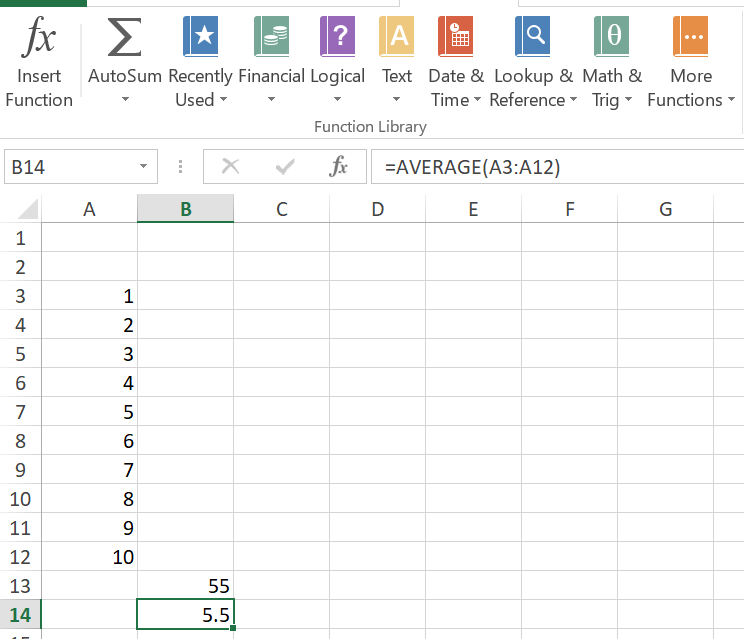 fx Σ ★ ? A θ ...
Insert AutoSum Recently Financial Logical Text Date & Lookup & Math & More
Function Used Time Reference Trig Functions
Function Library
B14 fx =AVERAGE(A3:A12)
A B C D E F G
1
2
3 1
4 2
5 3
6 4
7 5
8 6
9 7
10 8
11 9
12 10
13 55
14 5.5